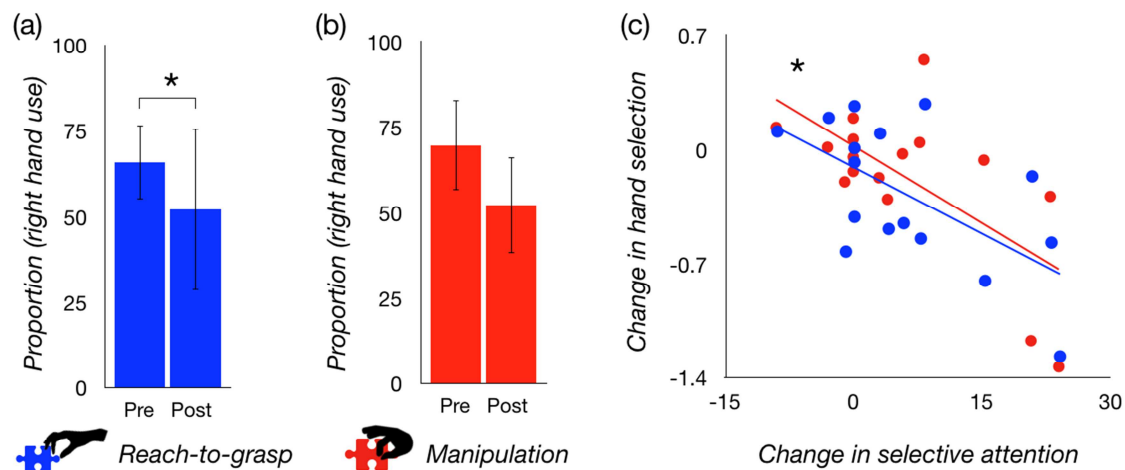 (a)
Proportion (right hand use)
100
75
50
25
0
*
Pre Post
Reach-to-grasp
(b)
Proportion (right hand use)
100
75
50
25
0
Pre Post
Manipulation
(c)
Change in hand selection
0.7
0
-0.7
-1.4
*
-15 0 15 30
Change in selective attention